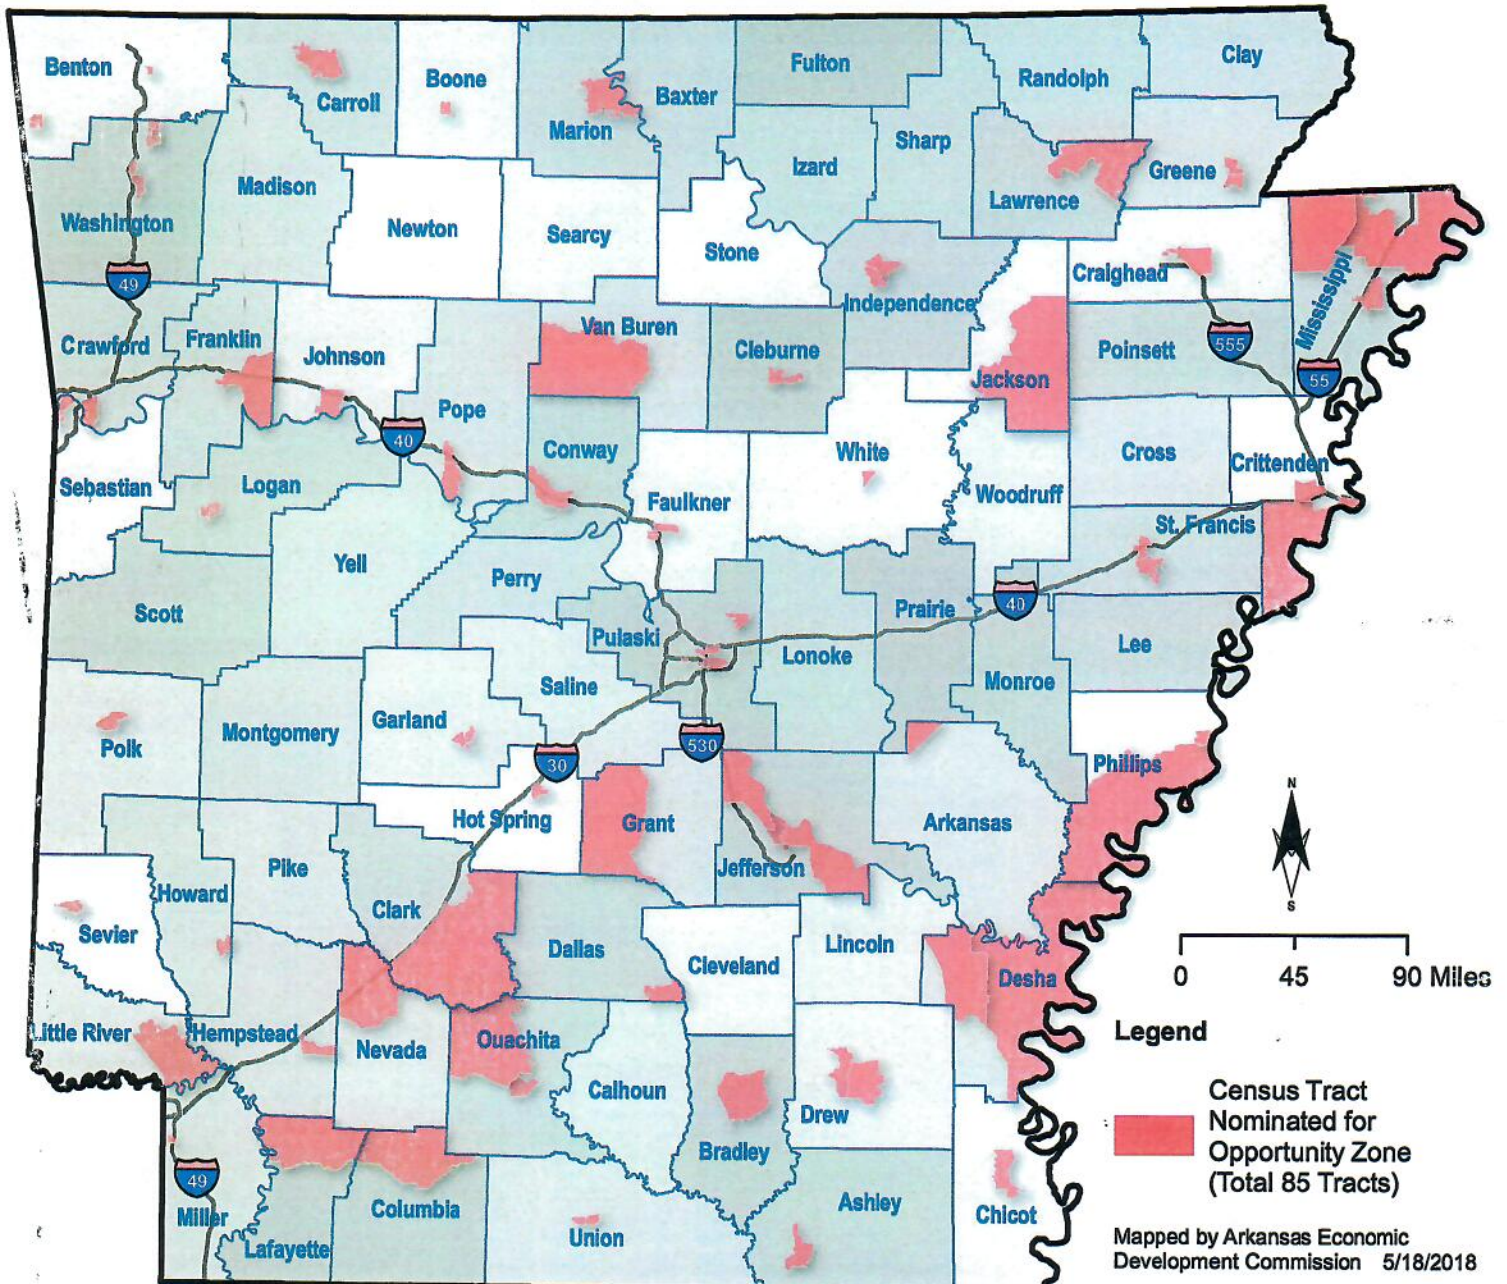 Benton
Carroll
Boone
Marion
Baxter
Fulton
Randolph
Clay
Washington
Madison
Newton
Searcy
Stone
Izard
Sharp
Lawrence
Greene
49
Crawford
Franklin
Johnson
Pope
Van Buren
Cleburne
Independence
Jackson
Craighead
Poinsett
555
Mississippi
55
Sebastian
Logan
40
Conway
Faulkner
White
Woodruff
Cross
Crittenden
St. Francis
Scott
Yell
Perry
Pulaski
Lonoke
Prairie
40
Monroe
Lee
Polk
Montgomery
Garland
Saline
30
530
Hot Spring
Grant
Jefferson
Arkansas
Phillips
Sevier
Howard
Pike
Clark
Dallas
Cleveland
Lincoln
Desha
Little River
Hempstead
Nevada
Ouachita
Calhoun
Bradley
Drew
49
Miller
Lafayette
Columbia
Union
Ashley
Chicot
N
S
0 45 90 Miles
Legend
Census Tract
Nominated for
Opportunity Zone
(Total 85 Tracts)
Mapped by Arkansas Economic
Development Commission 5/18/2018